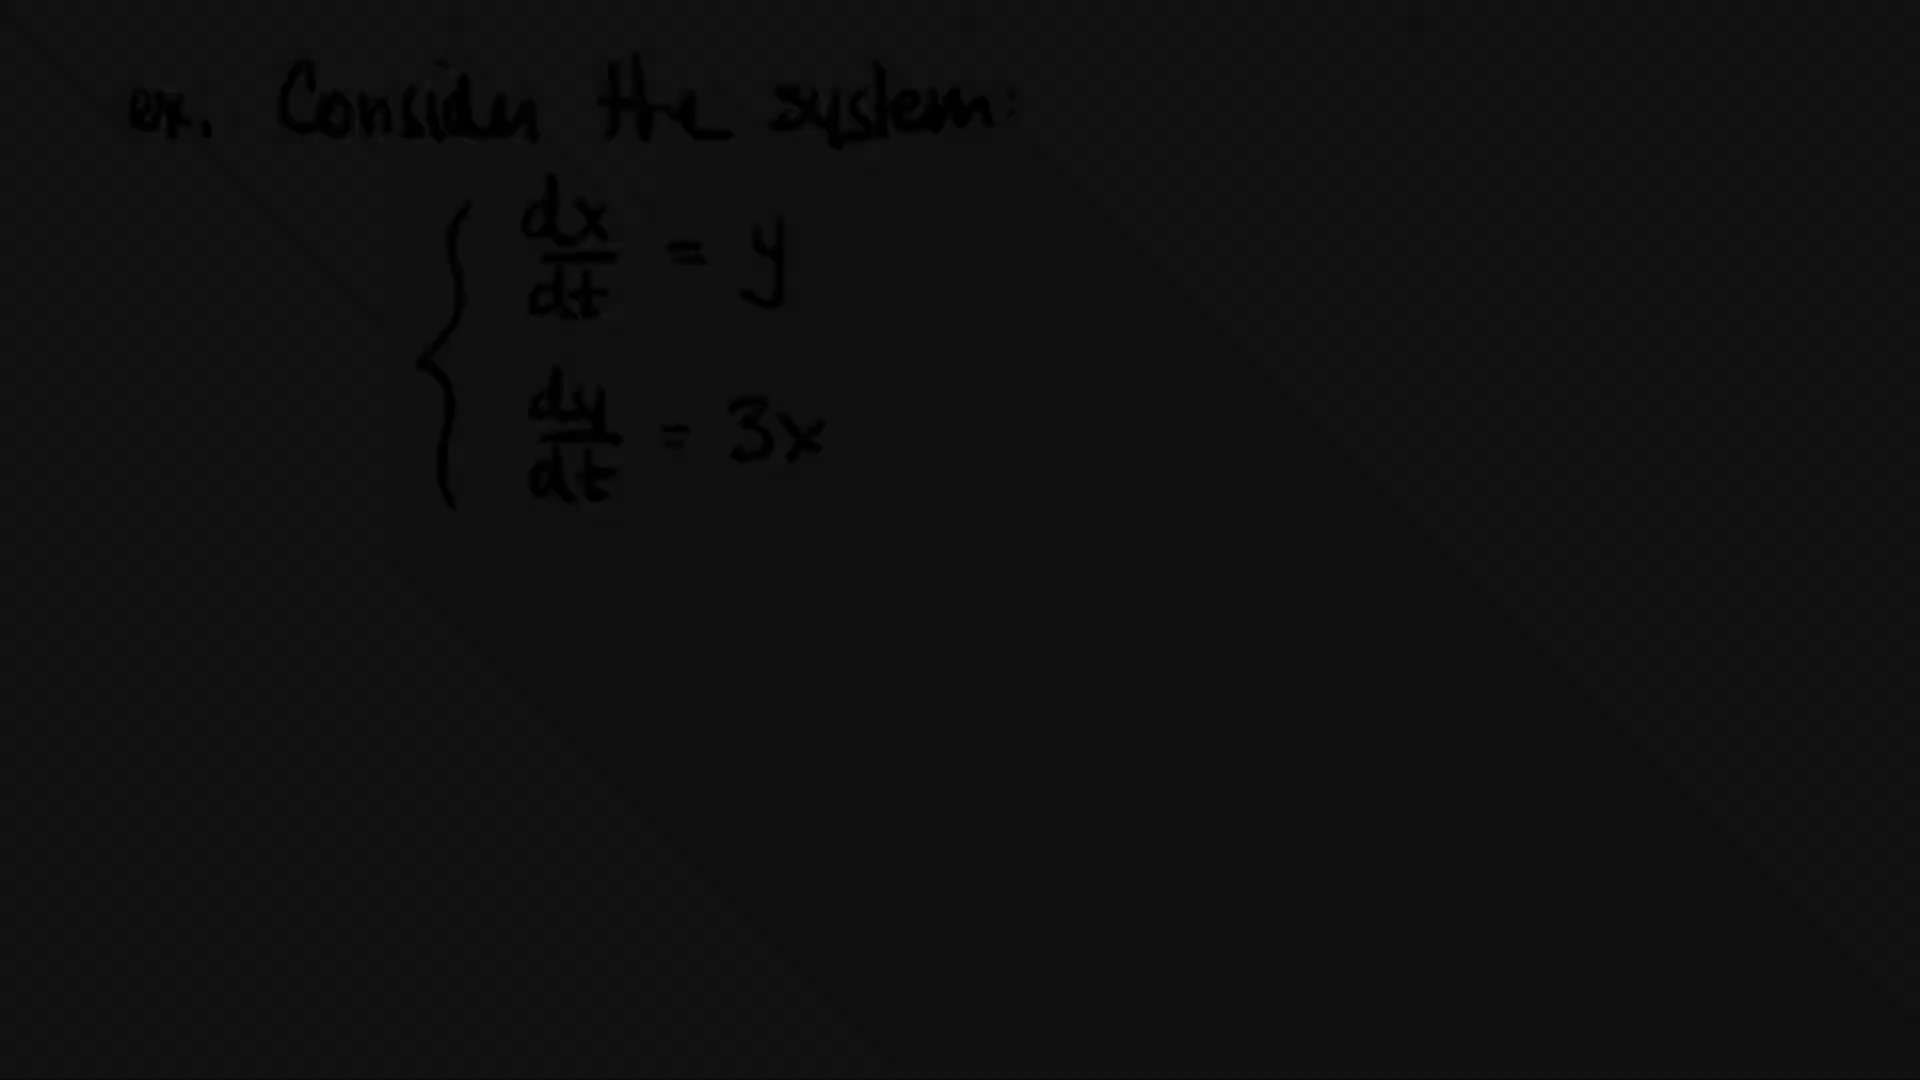 ex. Consider the system:
dx/dt = y
dy/dt = 3x